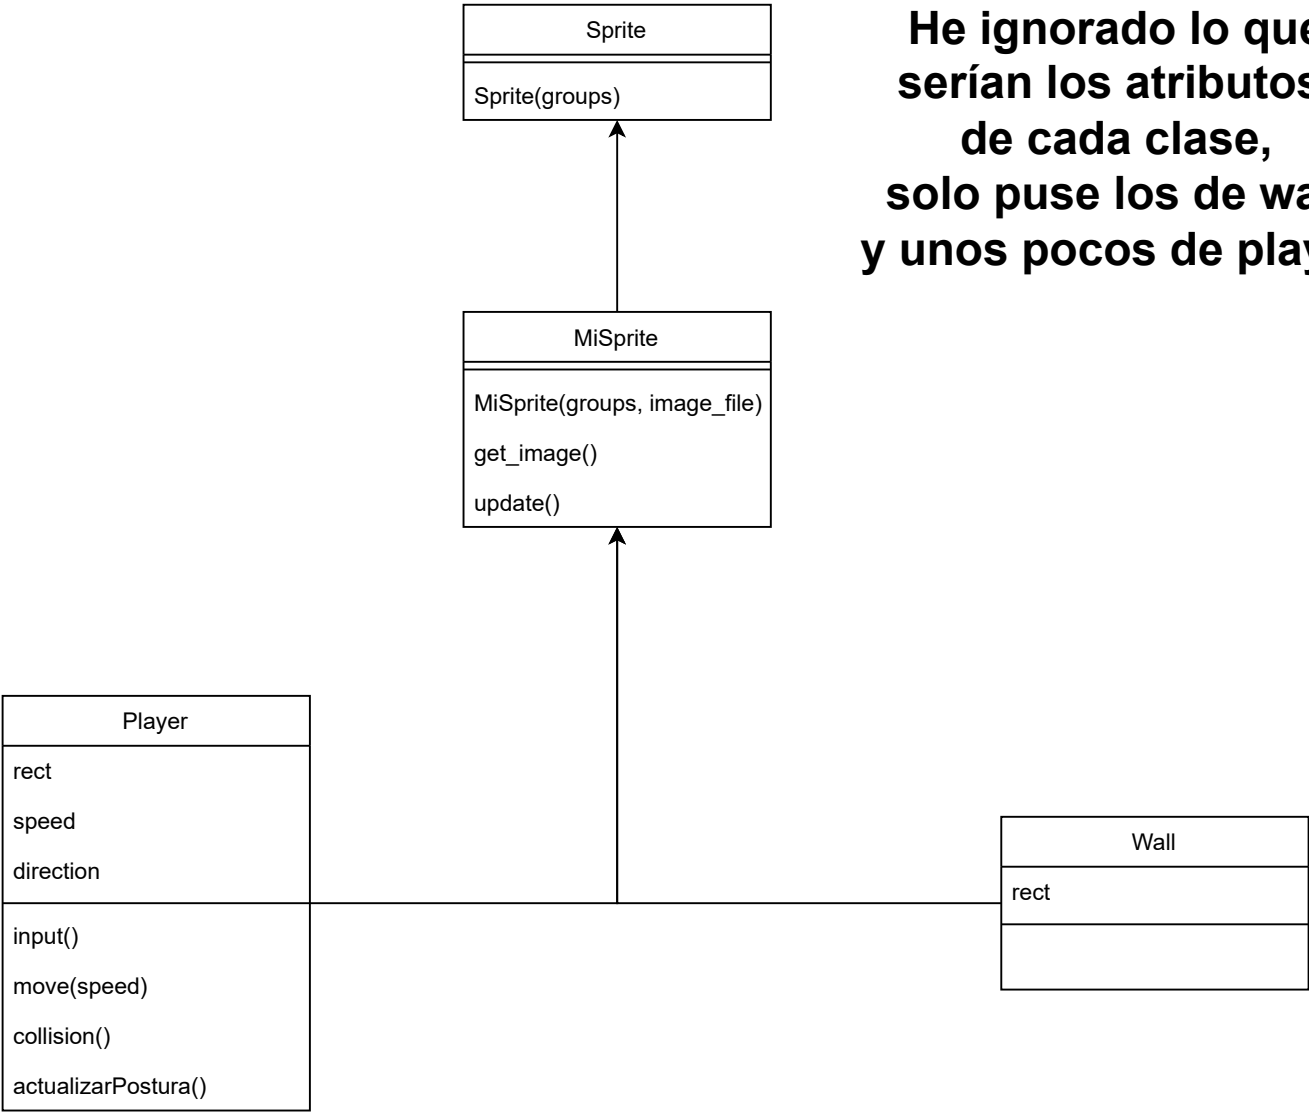 Sprite
Sprite(groups)
He ignorado lo que
serían los atributos
de cada clase,
solo puse los de
y unos pocos de
MiSprite
MiSprite(groups, image_file)
get_image()
update()
Player
rect
speed
direction
input()
move(speed)
collision()
actualizarPostura()
Wall
rect